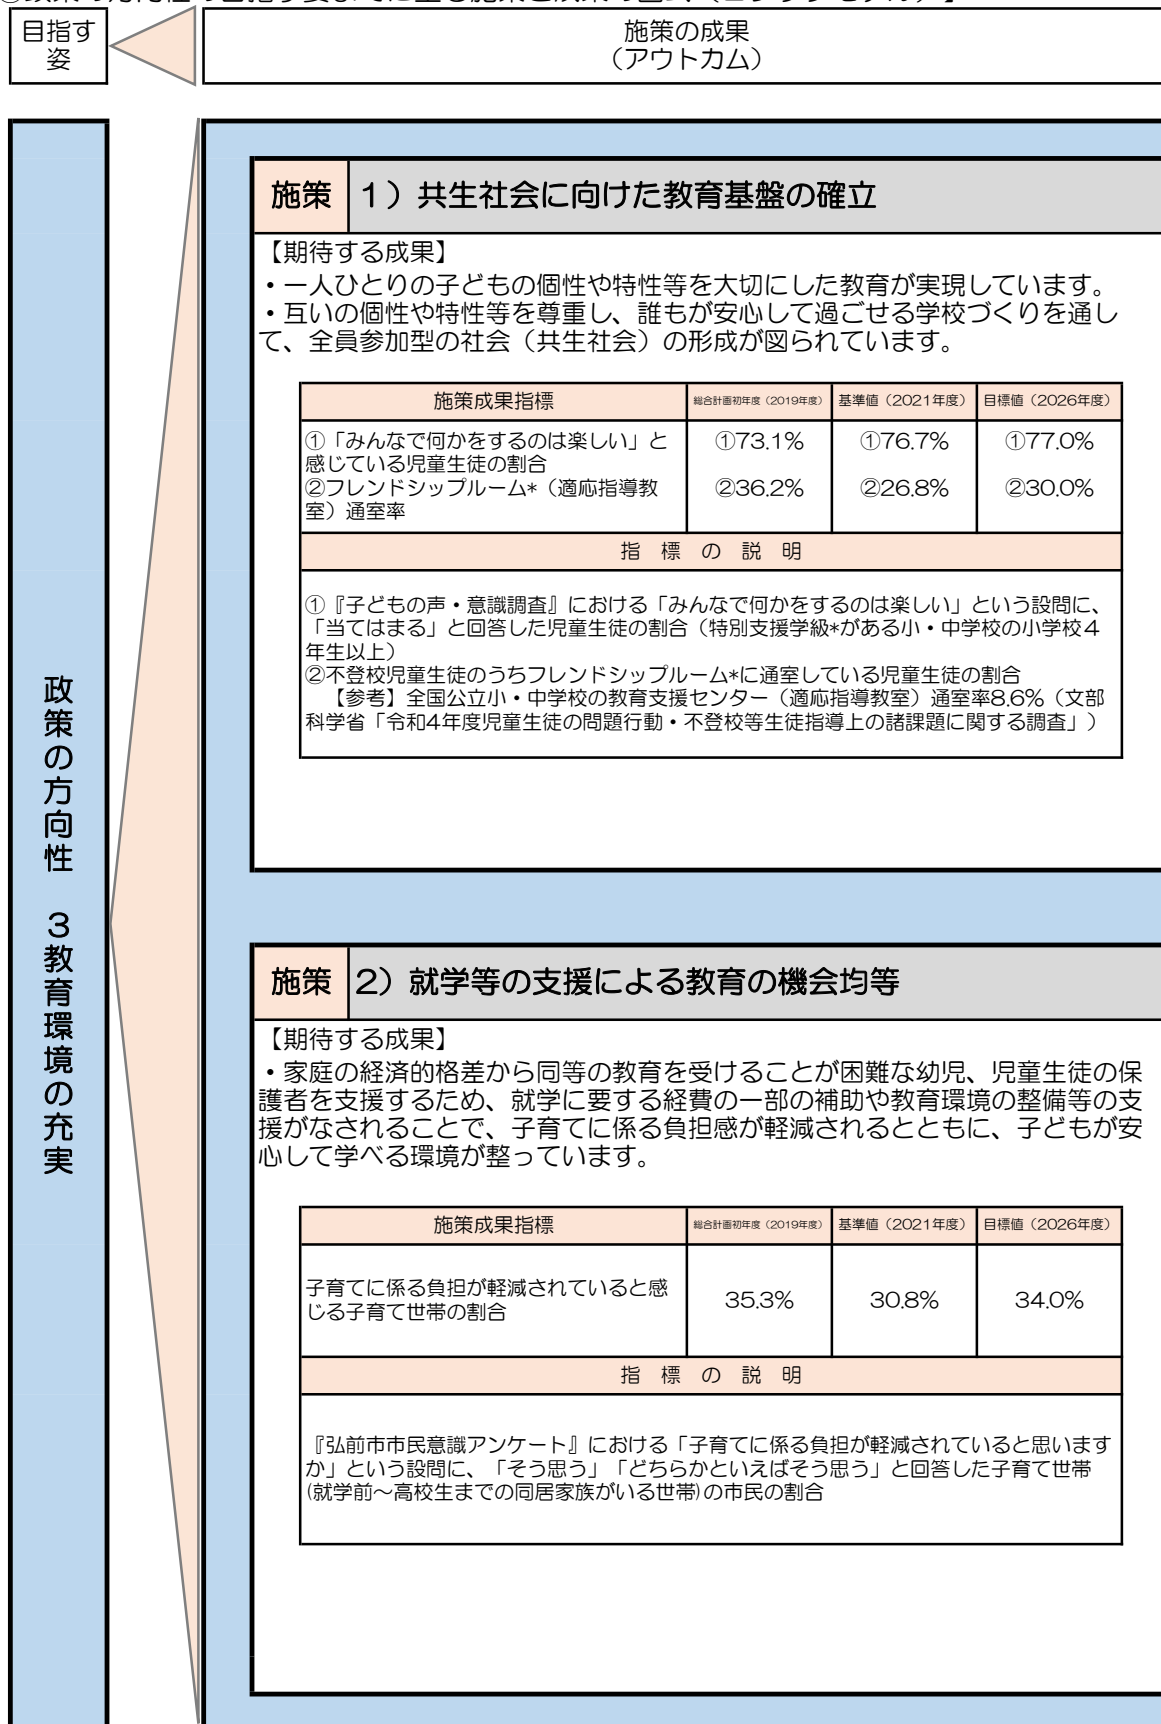 目指す
姿
施策の成果
（アウトカム）
政策の方向性　３教育環境の充実
施策 １）共生社会に向けた教育基盤の確立
【期待する成果】
・一人ひとりの子どもの個性や特性等を大切にした教育が実現しています。
・互いの個性や特性等を尊重し、誰もが安心して過ごせる学校づくりを通し
て、全員参加型の社会（共生社会）の形成が図られています。
施策成果指標 総合計画初年度（2019年度） 基準値（2021年度） 目標値（2026年度）
①「みんなで何かをするのは楽しい」と ①73.1% ①76.7% ①77.0%
感じている児童生徒の割合
②フレンドシップルーム*（適応指導教 ②36.2% ②26.8% ②30.0%
室）通室率
指　標　の　説　明
①『子どもの声・意識調査』における「みんなで何かをするのは楽しい」という設問に、
「当てはまる」と回答した児童生徒の割合（特別支援学級*がある小・中学校の小学校４
年生以上）
②不登校児童生徒のうちフレンドシップルーム*に通室している児童生徒の割合
【参考】全国公立小・中学校の教育支援センター（適応指導教室）通室率8.6%（文部
科学省「令和4年度児童生徒の問題行動・不登校等生徒指導上の諸課題に関する調査」）
施策 2）就学等の支援による教育の機会均等
【期待する成果】
・家庭の経済的格差から同等の教育を受けることが困難な幼児、児童生徒の保
護者を支援するため、就学に要する経費の一部の補助や教育環境の整備等の支
援がなされることで、子育てに係る負担感が軽減されるとともに、子どもが安
心して学べる環境が整っています。
施策成果指標 総合計画初年度（2019年度） 基準値（2021年度） 目標値（2026年度）
子育てに係る負担が軽減されていると感
じる子育て世帯の割合 35.3% 30.8% 34.0%
指　標　の　説　明
『弘前市市民意識アンケート』における「子育てに係る負担が軽減されていると思います
か」という設問に、「そう思う」「どちらかといえばそう思う」と回答した子育て世帯
(就学前～高校生までの同居家族がいる世帯)の市民の割合